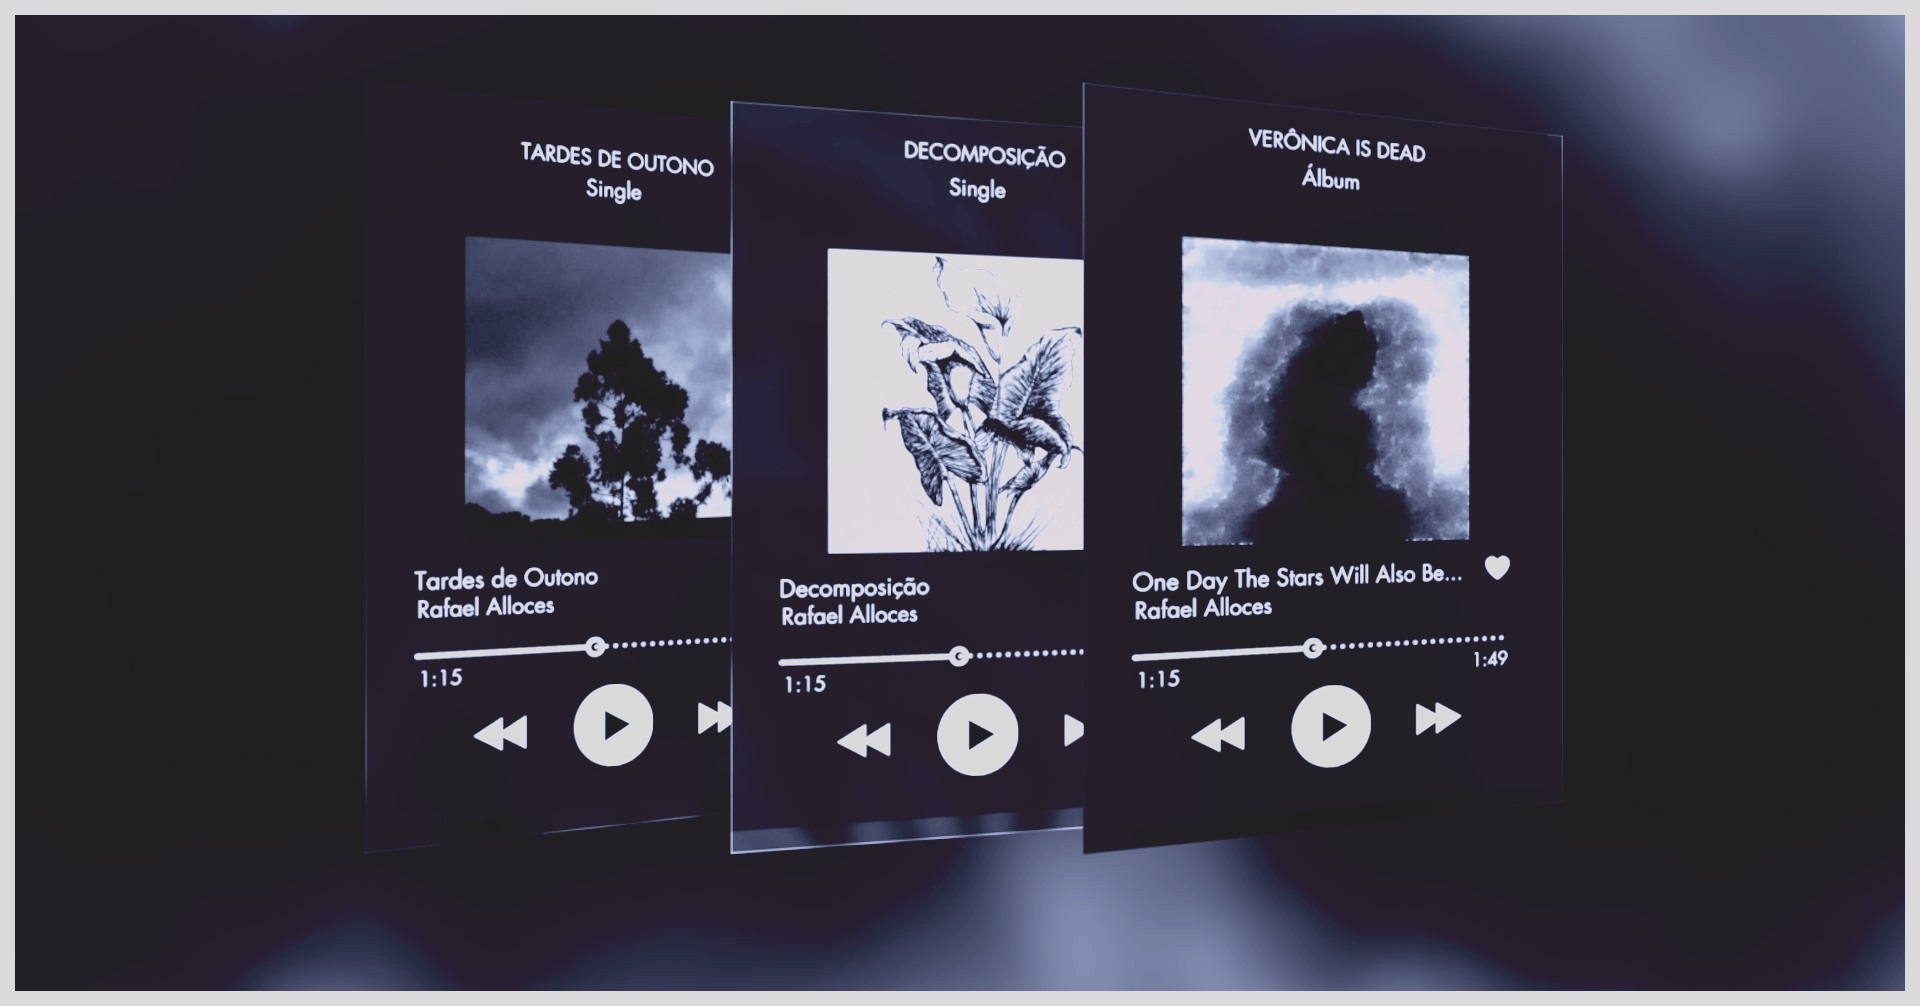 TARDES DE OUTONO
Single
Tardes de Outono
Rafael Alloces
1:15
DECOMPOSIÇÃO
Single
Decomposição
Rafael Alloces
1:15
VERÔNICA IS DEAD
Álbum
One Day The Stars Will Also Be...
Rafael Alloces
1:15
1:49